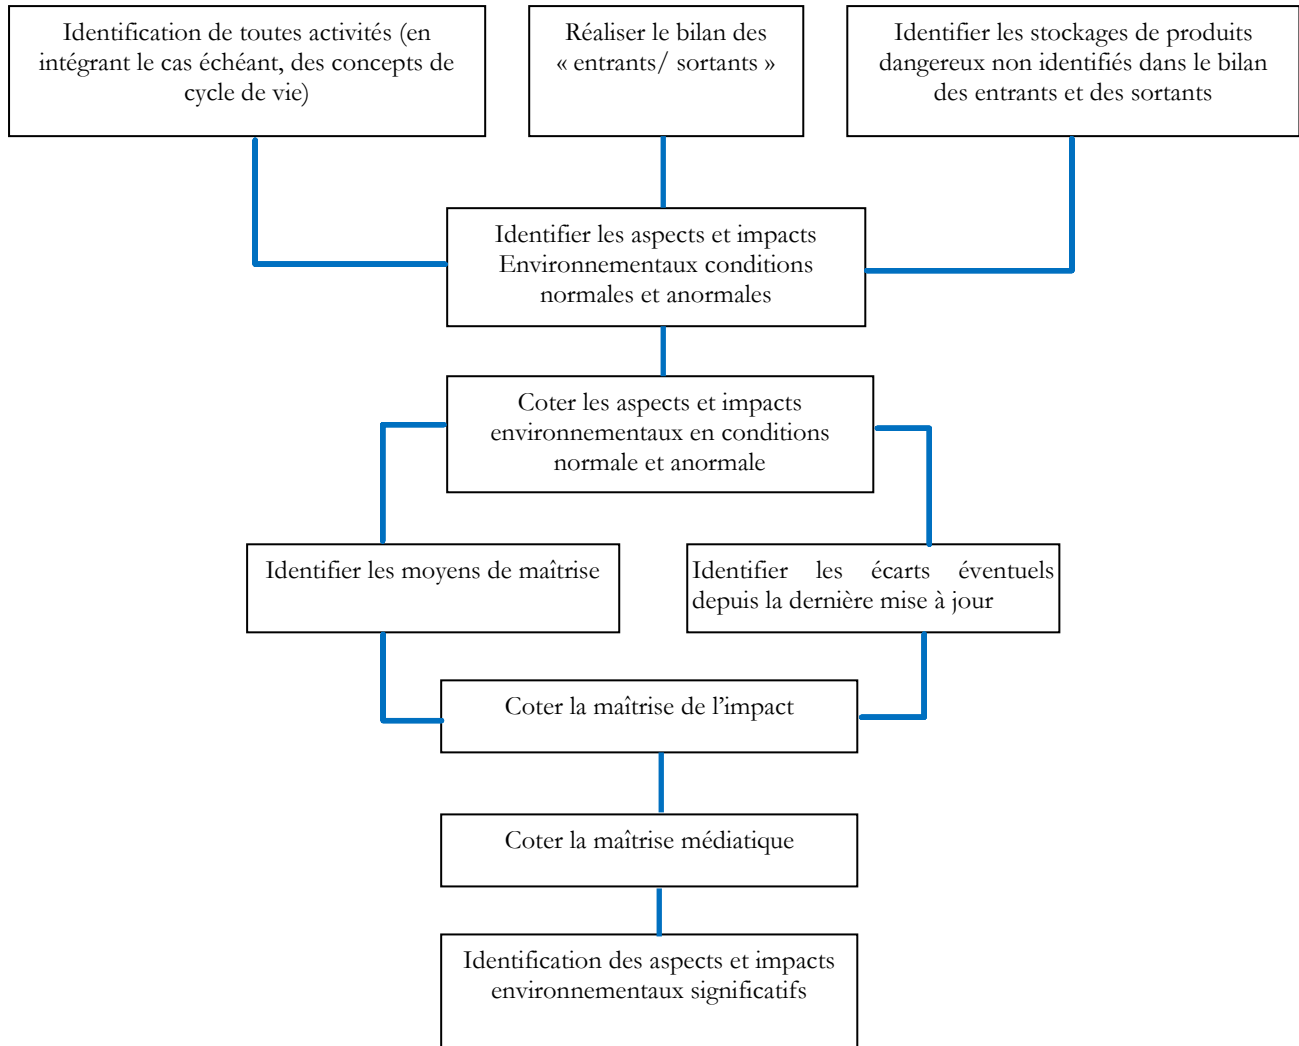 Identification de toutes activités (en
intégrant le cas échéant, des concepts de
cycle de vie)
Réaliser le bilan des
« entrants/ sortants »
Identifier les stockages de produits
dangereux non identifiés dans le bilan
des entrants et des sortants
Identifier les aspects et impacts
Environnementaux conditions
normales et anormales
Coter les aspects et impacts
environnementaux en conditions
normale et anormale
Identifier les moyens de maîtrise
Identifier les écarts éventuels
depuis la dernière mise à jour
Coter la maîtrise de l’impact
Coter la maîtrise médiatique
Identification des aspects et impacts
environnementaux significatifs